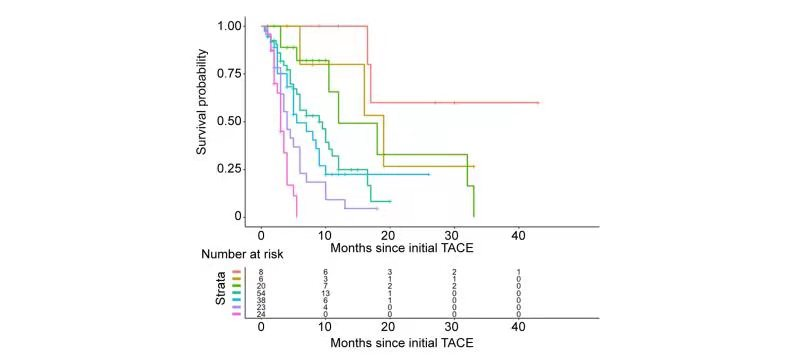 Survival probability
1.00
0.75
0.50
0.25
0
0 10 20 30 40
Months since initial TACE
Number at risk
Strata
8 6 3 2 1
6 3 1 1 0
20 7 2 2 0
54 13 1 0 0
38 6 1 0 0
23 4 0 0 0
24 0 0 0 0
0 10 20 30 40
Months since initial TACE